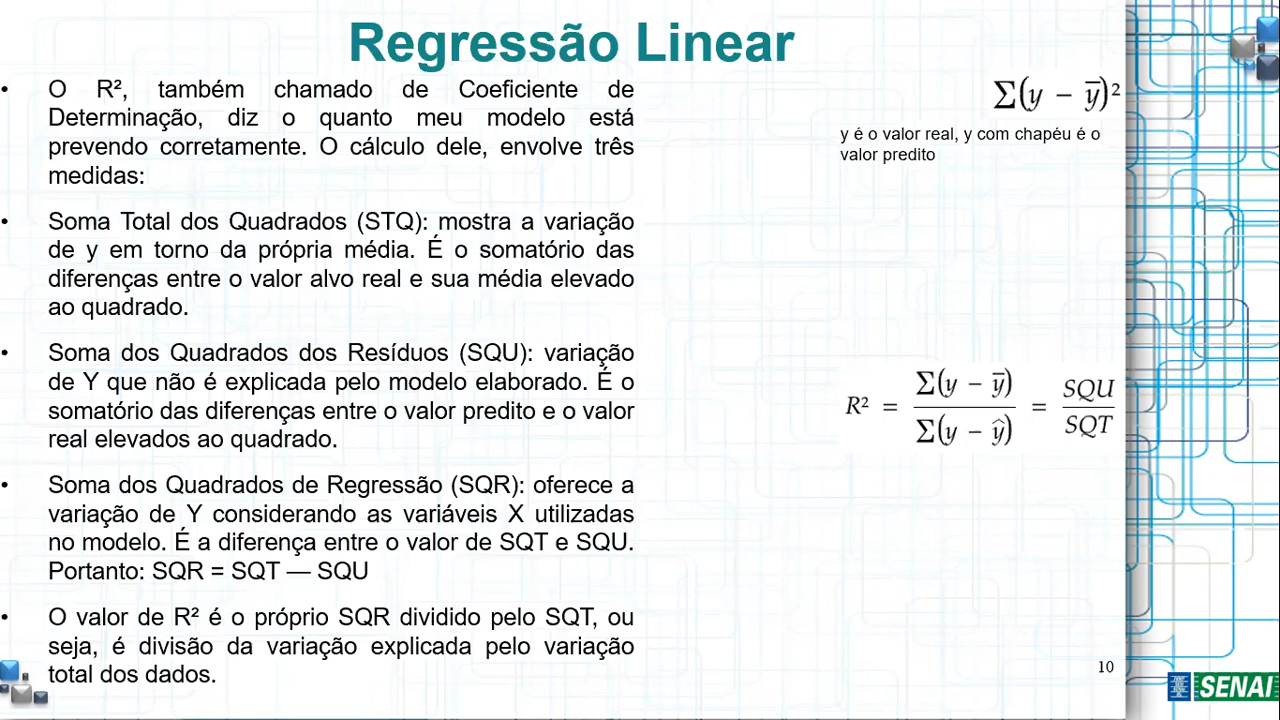 Regressão Linear
• O R², também chamado de Coeficiente de
Determinação, diz o quanto meu modelo está
prevendo corretamente. O cálculo dele, envolve três
medidas:
• Soma Total dos Quadrados (STQ): mostra a variação
de y em torno da própria média. É o somatório das
diferenças entre o valor alvo real e sua média elevado
ao quadrado.
• Soma dos Quadrados dos Resíduos (SQU): variação
de Y que não é explicada pelo modelo elaborado. É o
somatório das diferenças entre o valor predito e o valor
real elevados ao quadrado.
• Soma dos Quadrados de Regressão (SQR): oferece a
variação de Y considerando as variáveis X utilizadas
no modelo. É a diferença entre o valor de SQT e SQU.
Portanto: SQR = SQT — SQU
• O valor de R² é o próprio SQR dividido pelo SQT, ou
seja, é divisão da variação explicada pelo variação
total dos dados.
Σ(y − ȳ)²
y é o valor real, y com chapéu é o
valor predito
R² = Σ(y − ȳ) / Σ(y − ŷ) = SQU / SQT
10
SENAI